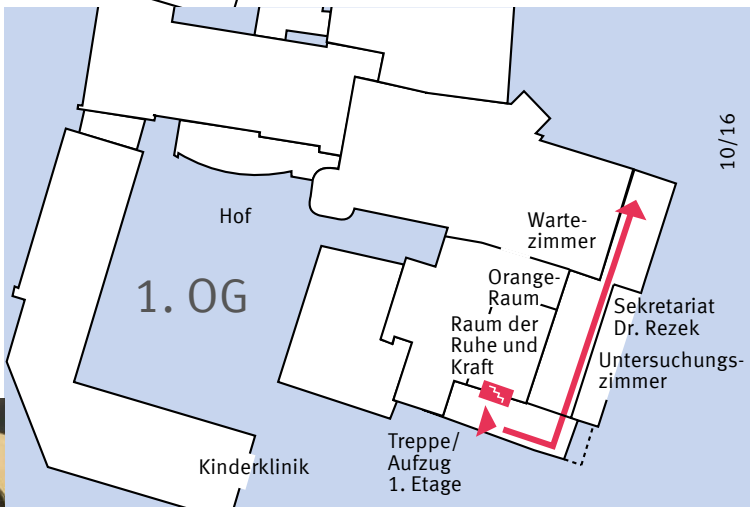 10/16
Hof
1. OG
Warte-
zimmer
Orange-
Raum
Raum der
Ruhe und
Kraft
Sekretariat
Dr. Rezek
Untersuchungs-
zimmer
Treppe/
Aufzug
1. Etage
Kinderklinik